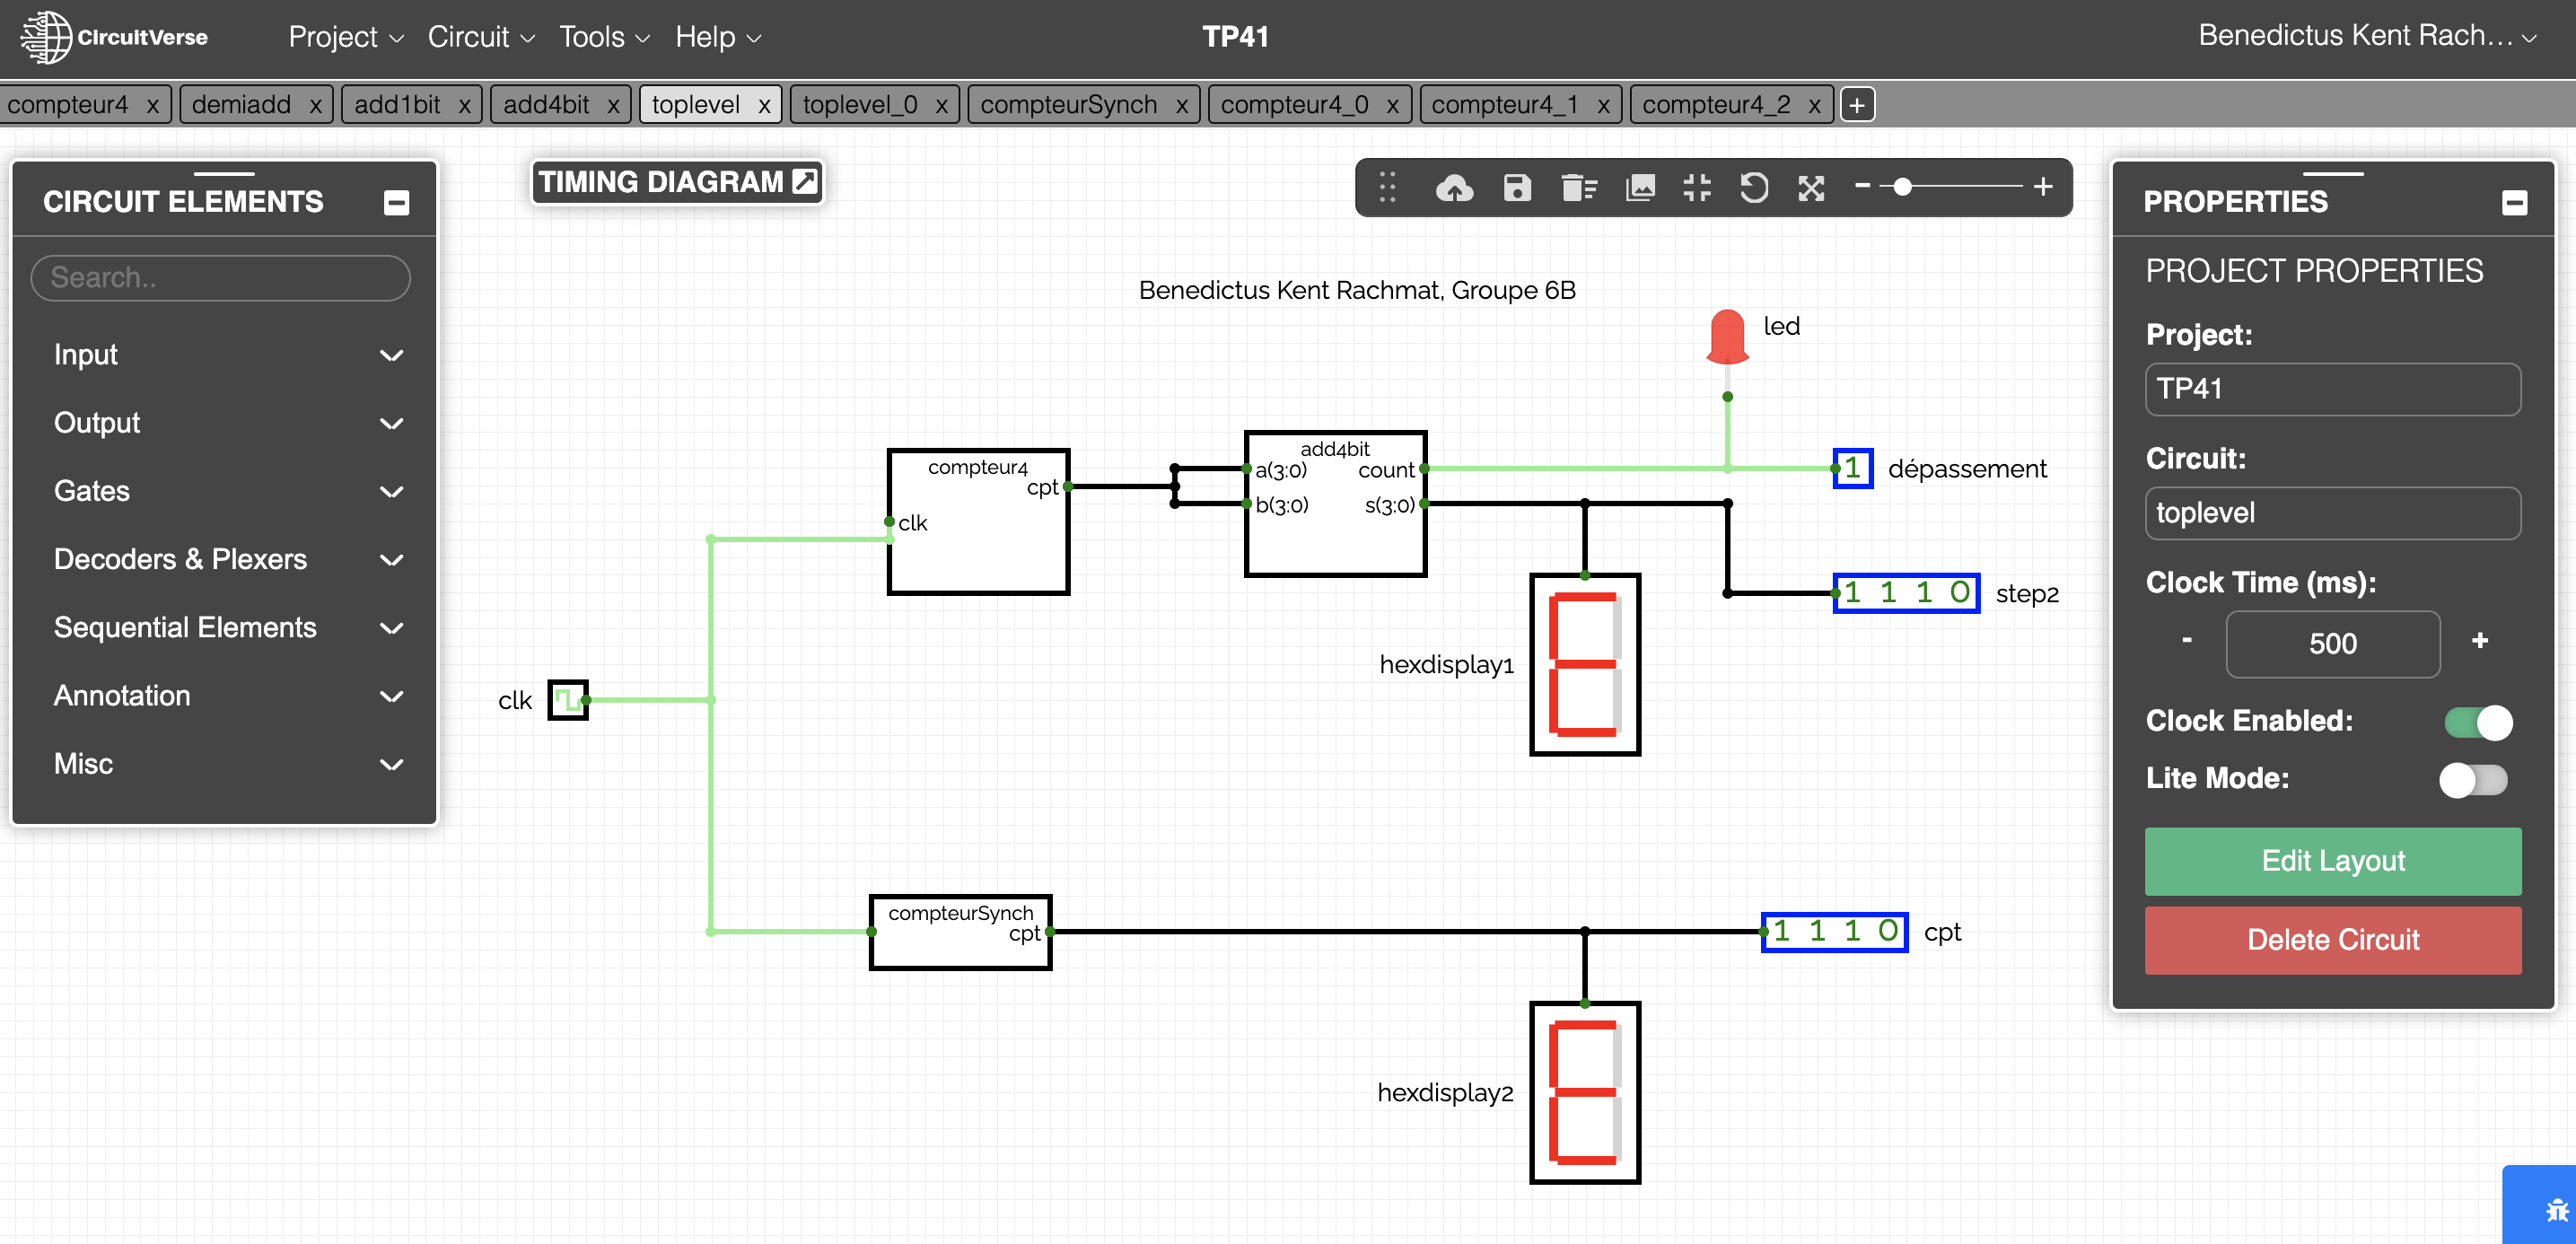 CircuitVerse Project Circuit Tools Help TP41 Benedictus Kent Rach...
compteur4 x demiadd x add1bit x add4bit x toplevel x toplevel_0 x compteurSynch x compteur4_0 x compteur4_1 x compteur4_2 x +
CIRCUIT ELEMENTS
Search..
Input
Output
Gates
Decoders & Plexers
Sequential Elements
Annotation
Misc
TIMING DIAGRAM
Benedictus Kent Rachmat, Groupe 6B
led
compteur4
cpt
clk
add4bit
a(3:0) count
b(3:0) s(3:0)
1 dépassement
1 1 1 0 step2
hexdisplay1
E
clk
compteurSynch
cpt
1 1 1 0 cpt
hexdisplay2
E
PROPERTIES
PROJECT PROPERTIES
Project:
TP41
Circuit:
toplevel
Clock Time (ms):
- 500 +
Clock Enabled:
Lite Mode:
Edit Layout
Delete Circuit